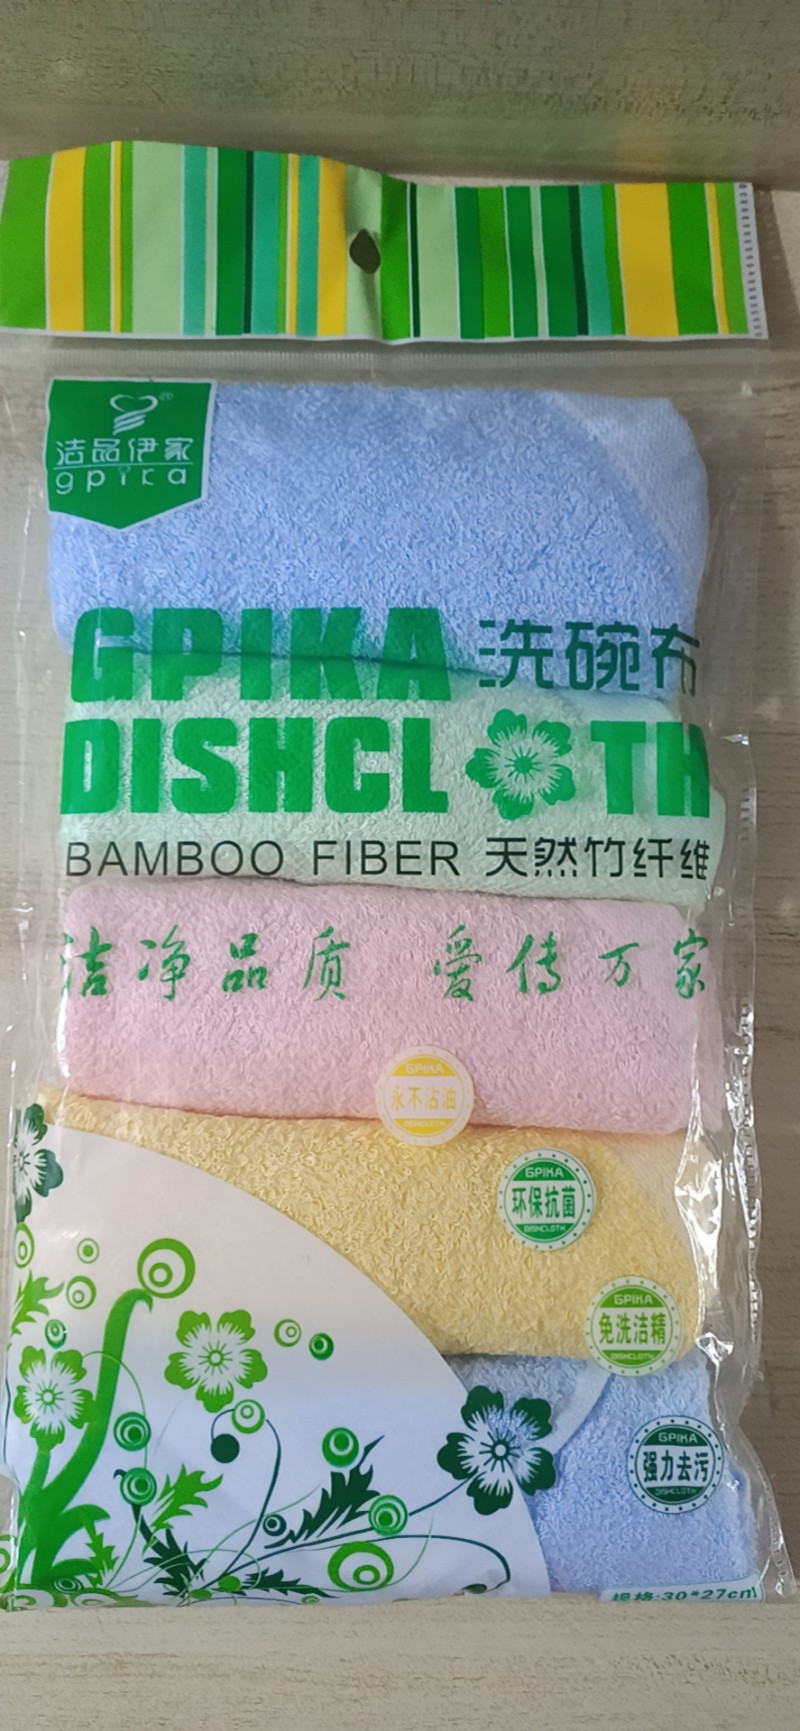 洁品伊家
gpika
GPIKA 洗碗布
DISHCLOTH
BAMBOO FIBER 天然竹纤维
洁净品质 爱传万家
GPIKA
永不沾油
DISHCLOTH
GPIKA
环保抗菌
DISHCLOTH
GPIKA
免洗洁精
DISHCLOTH
GPIKA
强力去污
DISHCLOTH
规格:30*27cm